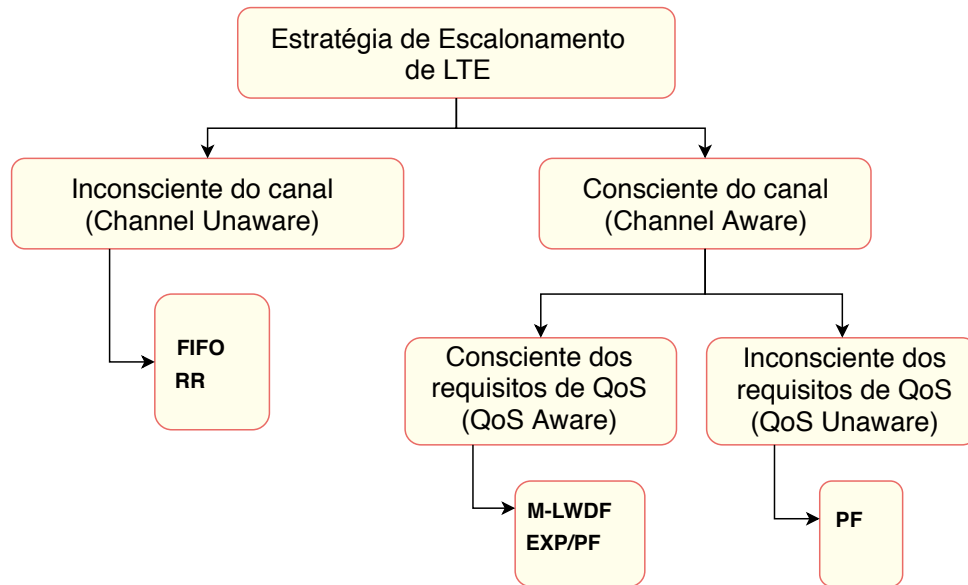 Estratégia de Escalonamento
de LTE
Inconsciente do canal
(Channel Unaware)
Consciente do canal
(Channel Aware)
FIFO
RR
Consciente dos
requisitos de QoS
(QoS Aware)
Inconsciente dos
requisitos de QoS
(QoS Unaware)
M-LWDF
EXP/PF
PF